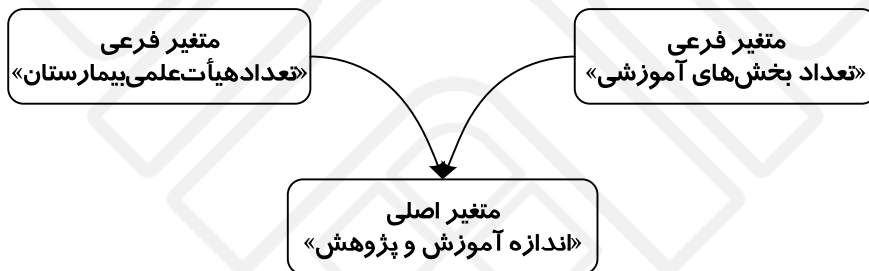 متغیر فرعی
«تعداد بخش‌های آموزشی»
متغیر فرعی
«تعدادهیأت‌علمی‌بیمارستان»
متغیر اصلی
«اندازه آموزش و پژوهش»